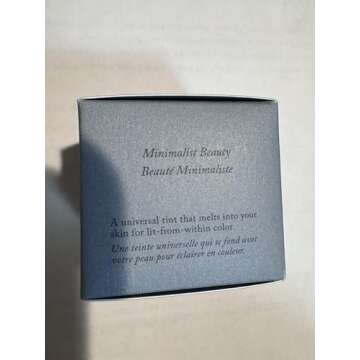 Minimalist Beauty
Beauté Minimaliste
A universal tint that melts into your
skin for lit-from-within color.
Une teinte universelle qui se fond avat
votre peau pour éclairer en couleur.